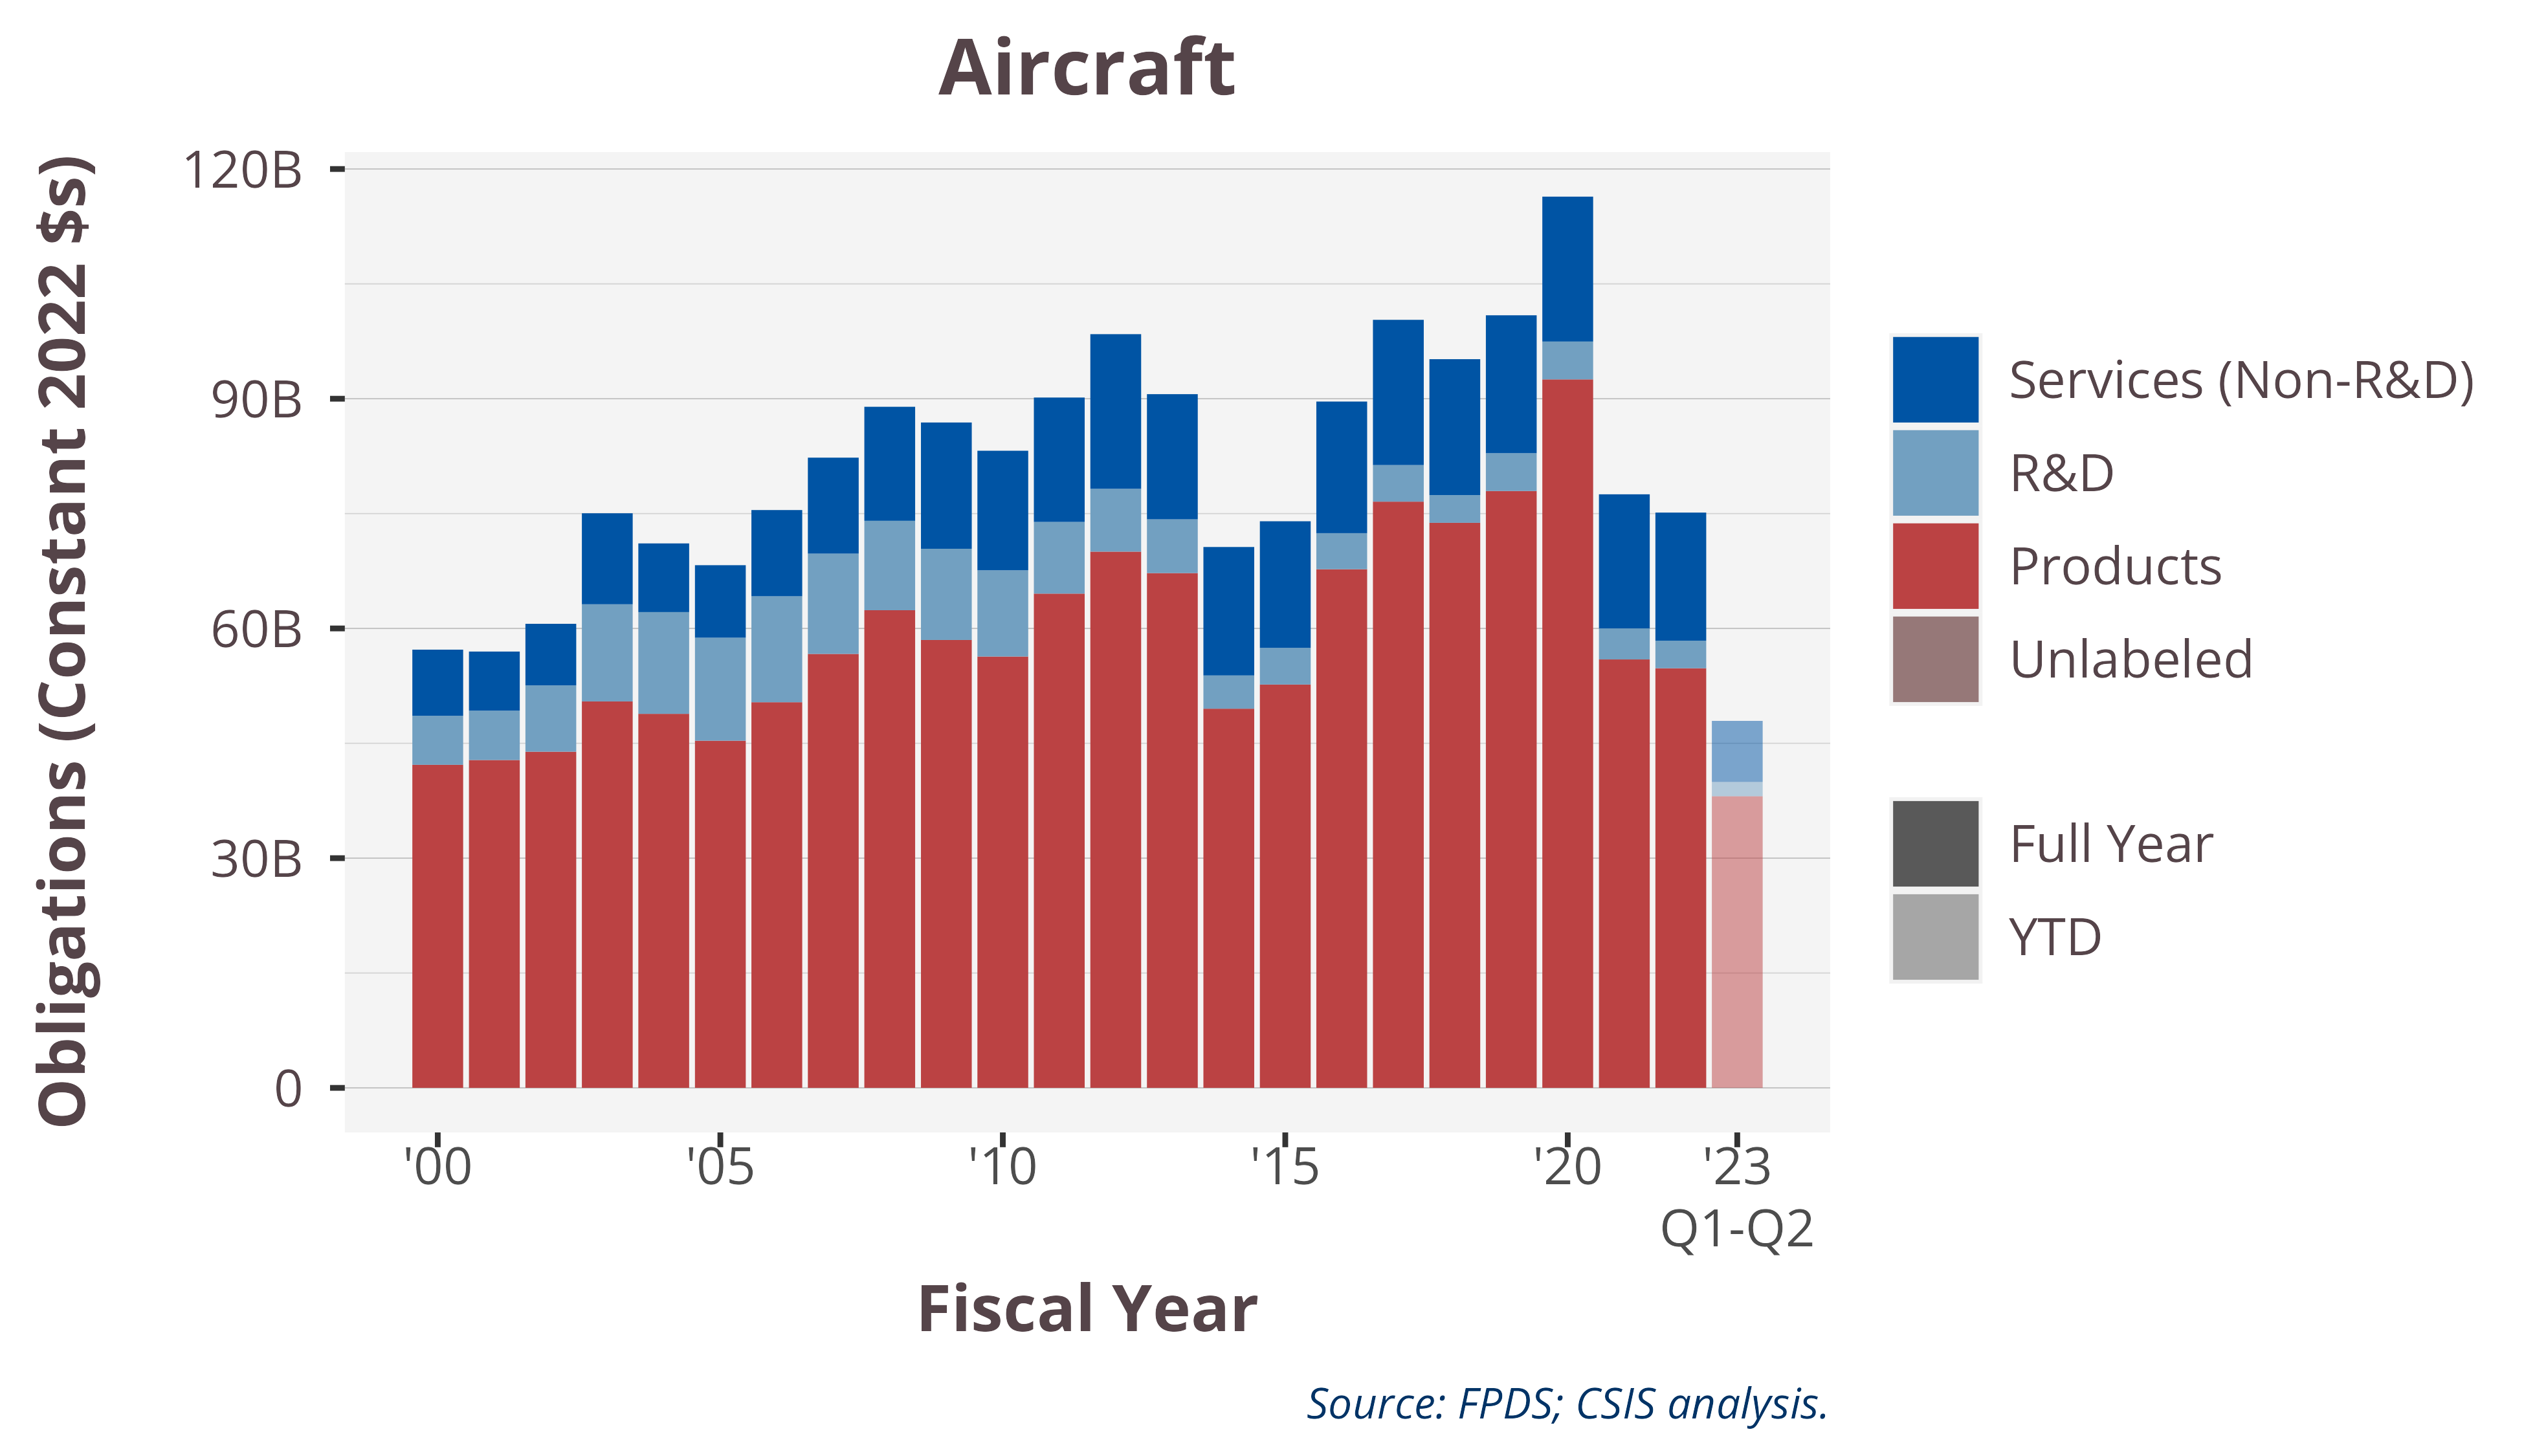 Aircraft
Obligations (Constant 2022 $s)
120B
90B
60B
30B
0
'00
'05
'10
'15
'20
'23
Q1-Q2
Fiscal Year
Services (Non-R&D)
R&D
Products
Unlabeled
Full Year
YTD
Source: FPDS; CSIS analysis.